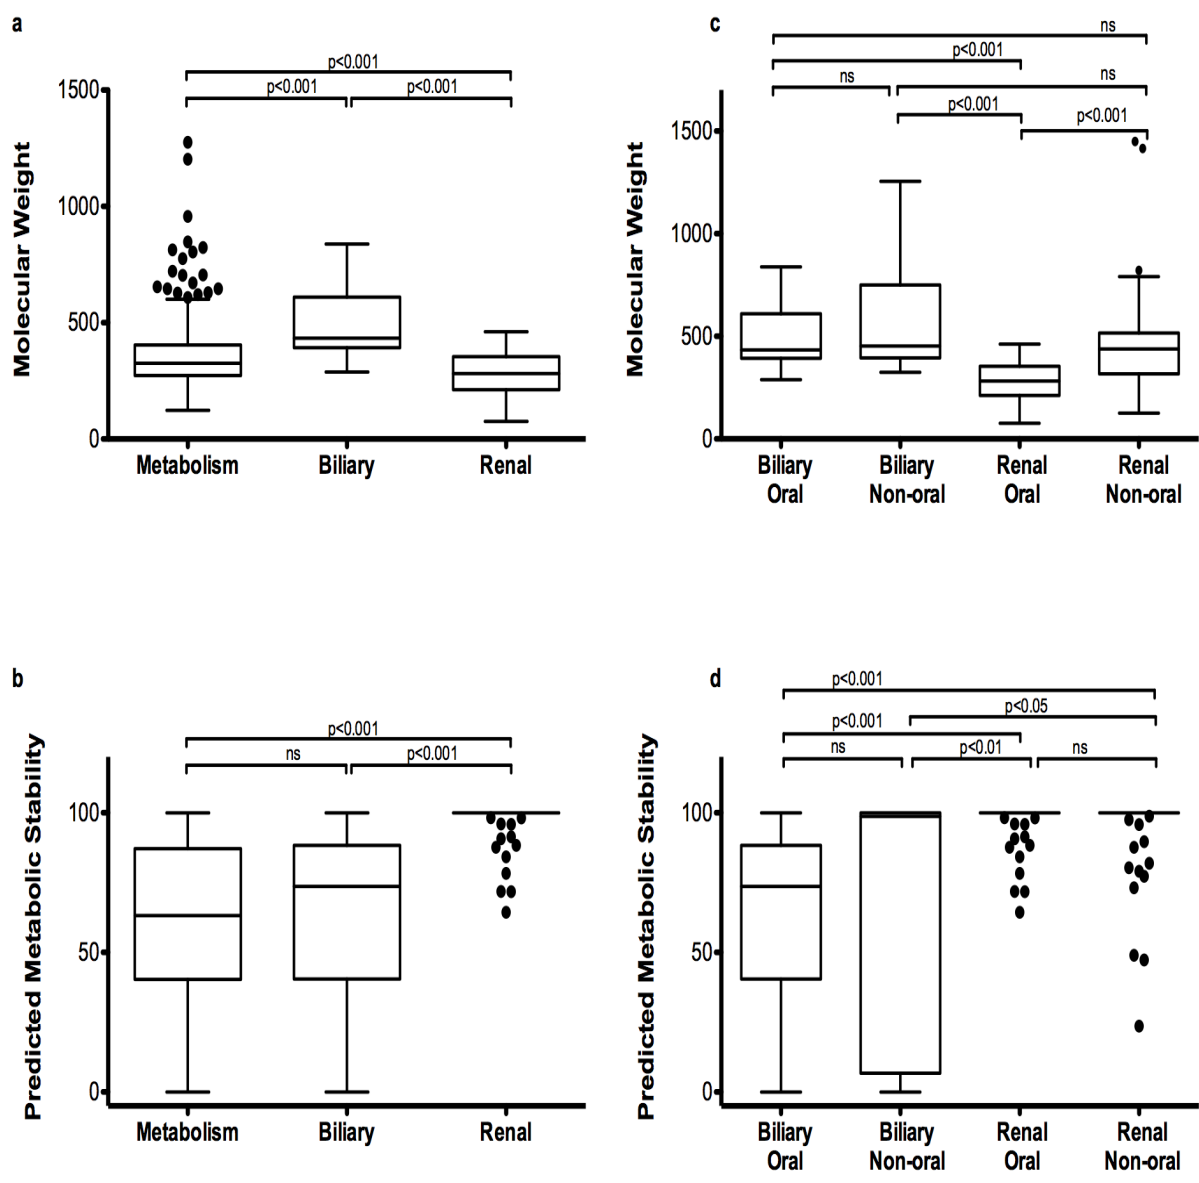 a
p<0.001
p<0.001
p<0.001
1500
1000
500
0
Molecular Weight
Metabolism
Biliary
Renal
c
ns
p<0.001
ns
ns
p<0.001
p<0.001
1500
1000
500
0
Molecular Weight
Biliary
Oral
Biliary
Non-oral
Renal
Oral
Renal
Non-oral
b
p<0.001
ns
p<0.001
100
50
0
Predicted Metabolic Stability
Metabolism
Biliary
Renal
d
p<0.001
p<0.05
p<0.001
ns
p<0.01
ns
100
50
0
Predicted Metabolic Stability
Biliary
Oral
Biliary
Non-oral
Renal
Oral
Renal
Non-oral